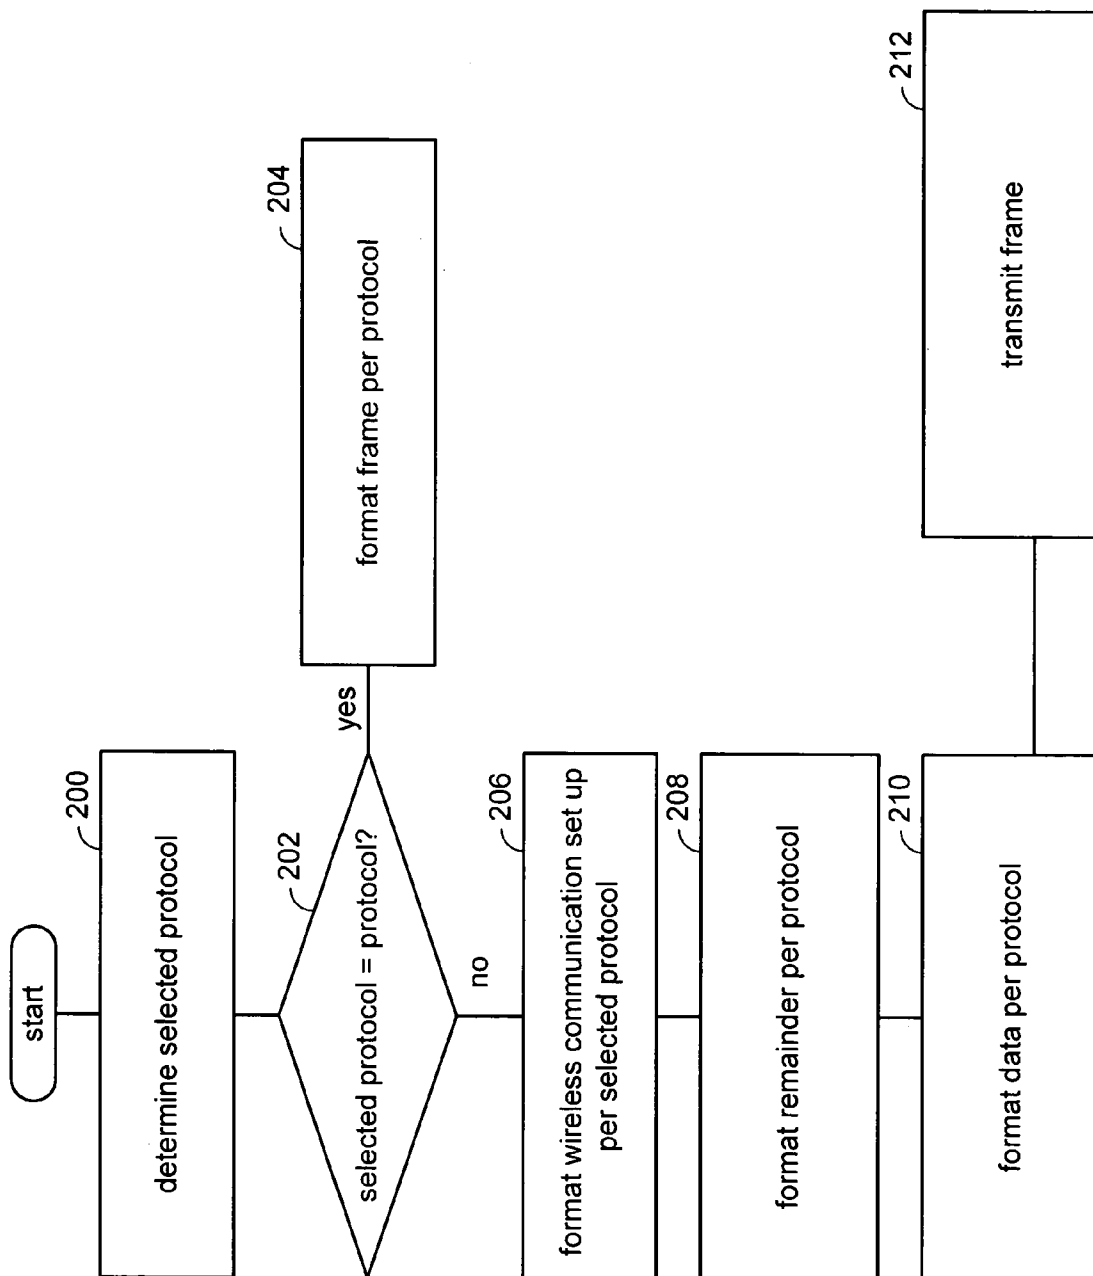 start
200
determine selected protocol
202
selected protocol = protocol?
yes
204
format frame per protocol
no
206
format wireless communication set up
per selected protocol
208
format remainder per protocol
210
format data per protocol
212
transmit frame